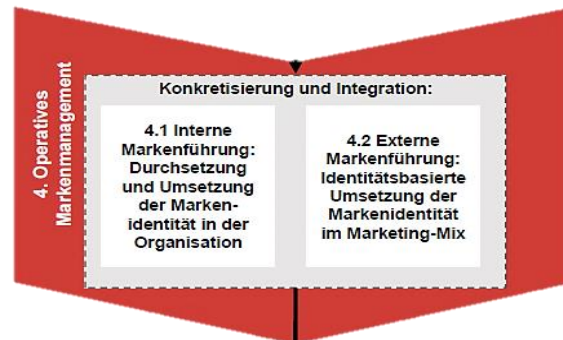 4. Operatives
Markenmanagement
Konkretisierung und Integration:
4.1 Interne
Markenführung:
Durchsetzung
und Umsetzung
der Marken-
identität in der
Organisation
4.2 Externe
Markenführung:
Identitätsbasierte
Umsetzung der
Markenidentität
im Marketing-Mix